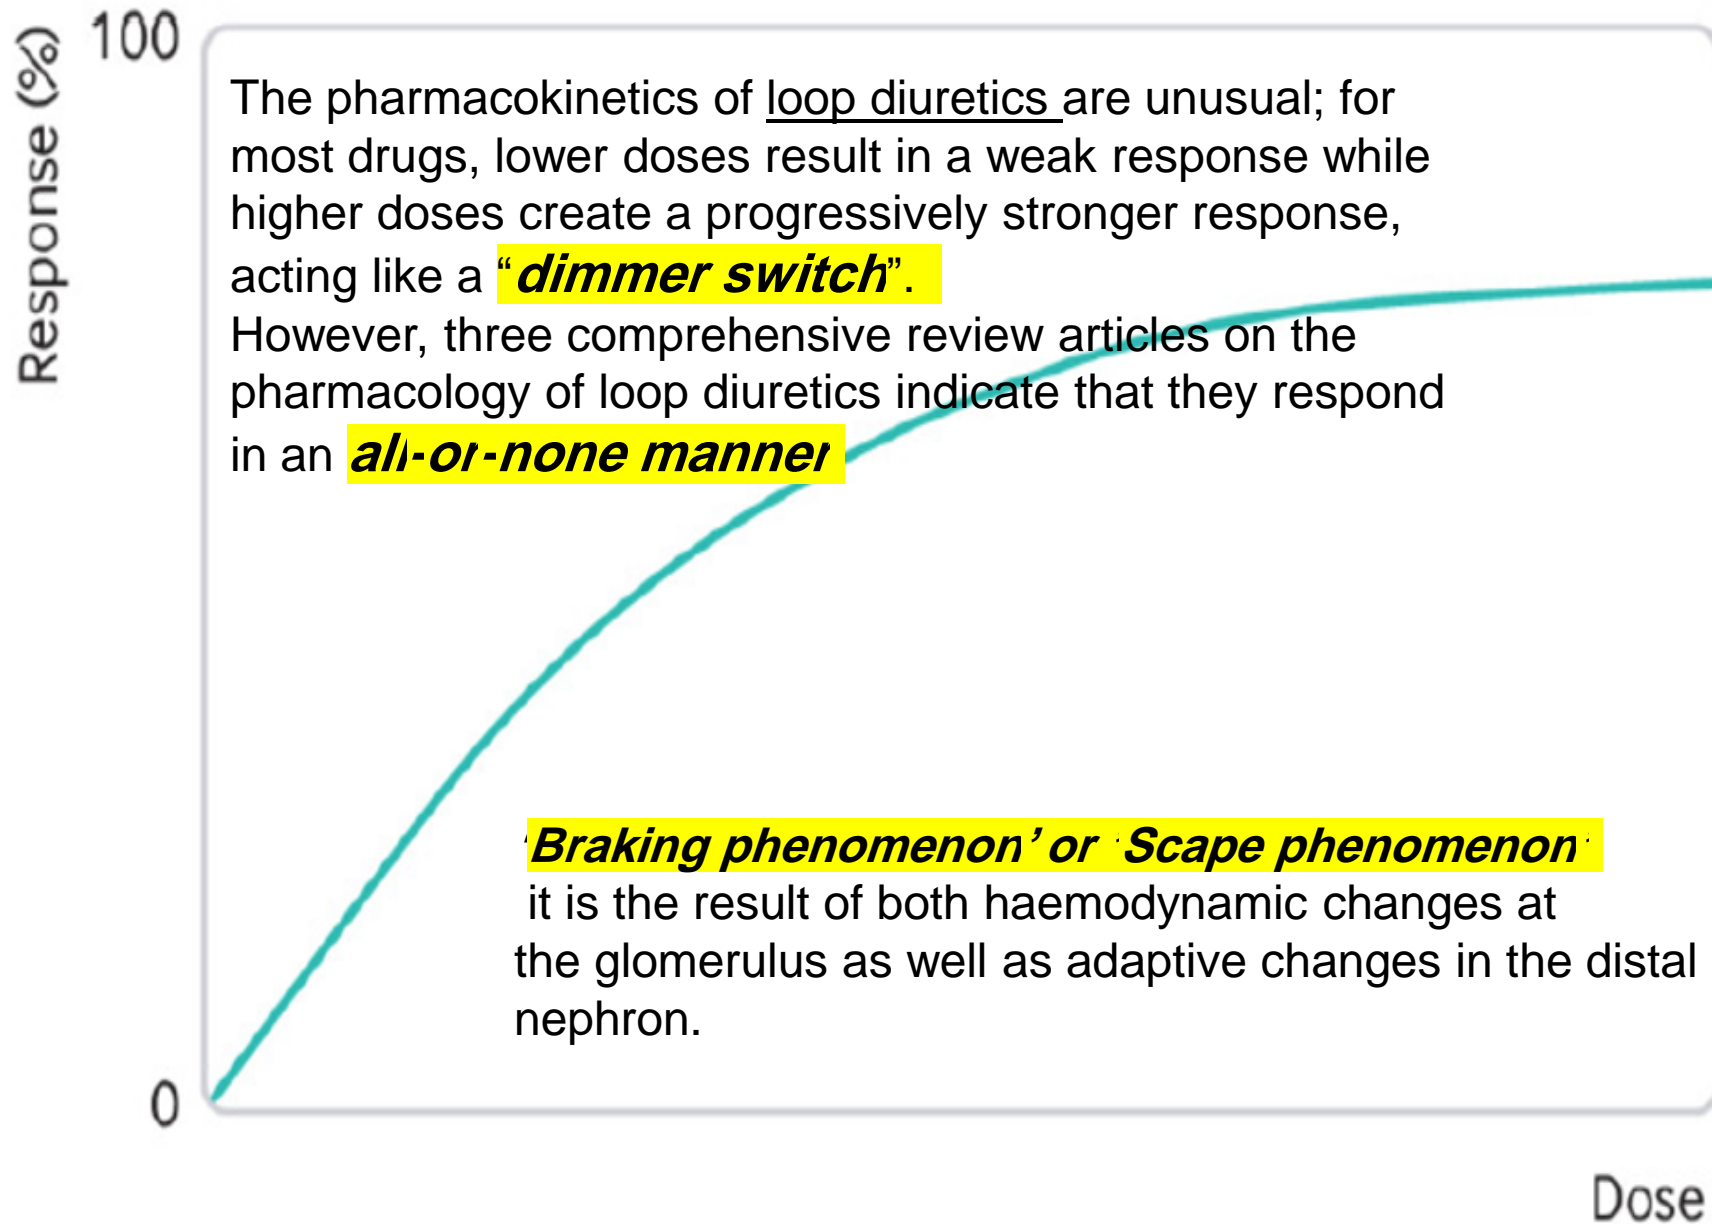 Response (%)
100
The pharmacokinetics of loop diuretics are unusual; for
most drugs, lower doses result in a weak response while
higher doses create a progressively stronger response,
acting like a “dimmer switch”.
However, three comprehensive review articles on the
pharmacology of loop diuretics indicate that they respond
in an all-or-none manner
‘Braking phenomenon’ or ‘Scape phenomenon’
it is the result of both haemodynamic changes at
the glomerulus as well as adaptive changes in the distal
nephron.
0
Dose